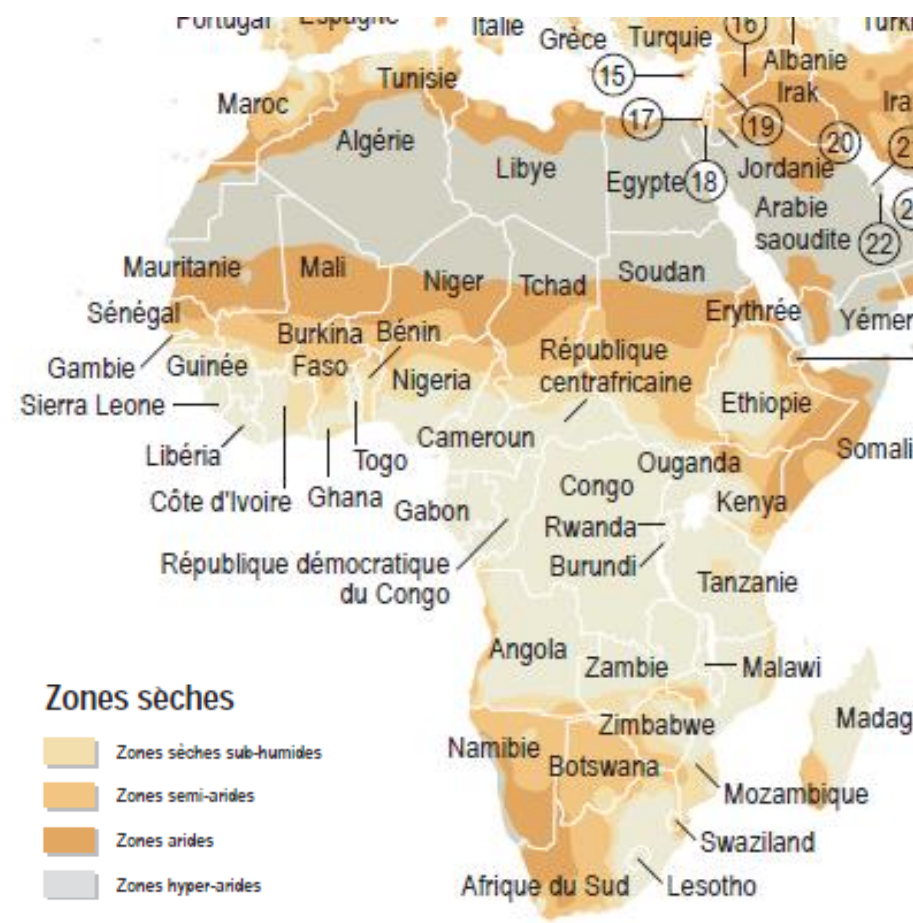 Portugal
Espagne
Italie
Grèce
Turquie
16
Albanie
15
Irak
Tunisie
Maroc
17
19
20
Algérie
Libye
Egypte
18
Jordanie
Arabie
saoudite
22
Mauritanie
Mali
Niger
Tchad
Soudan
Erythrée
Sénégal
Burkina
Faso
Bénin
République
centrafricaine
Gambie
Guinée
Nigeria
Ethiopie
Sierra Leone
Cameroun
Libéria
Togo
Ouganda
Côte d'Ivoire
Ghana
Gabon
Congo
Kenya
Rwanda
République démocratique
du Congo
Burundi
Tanzanie
Angola
Zambie
Malawi
Zones sèches
Zimbabwe
Madag
Zones sèches sub-humides
Namibie
Botswana
Zones semi-arides
Mozambique
Zones arides
Swaziland
Zones hyper-arides
Afrique du Sud
Lesotho
Somali
Yémen